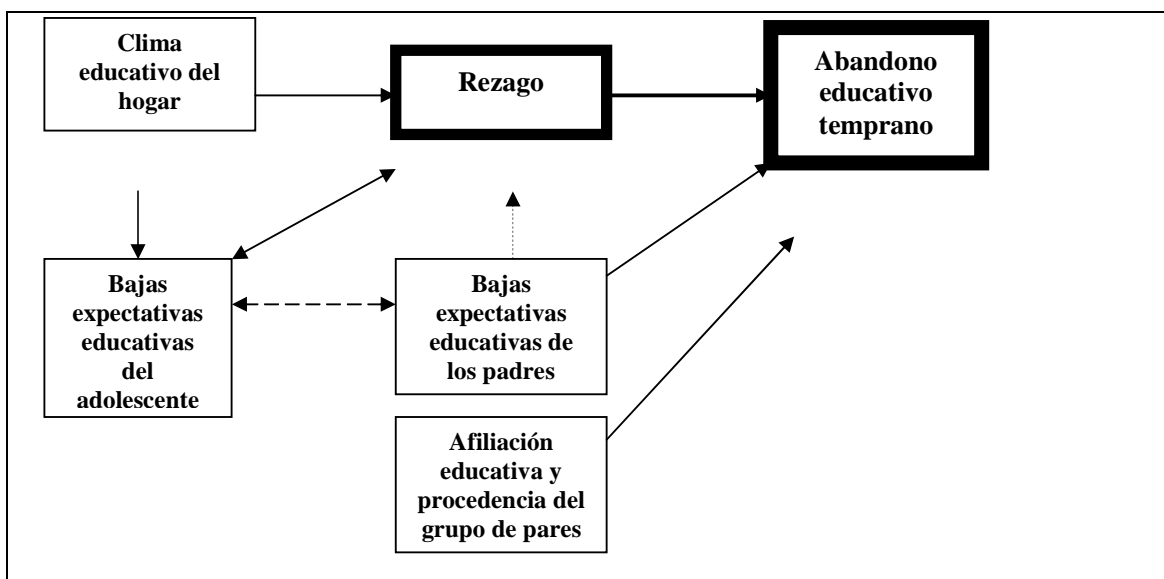 Clima
educativo del
hogar
Rezago
Abandono
educativo
temprano
Bajas
expectativas
educativas
del
adolescente
Bajas
expectativas
educativas de
los padres
Afiliación
educativa y
procedencia del
grupo de pares